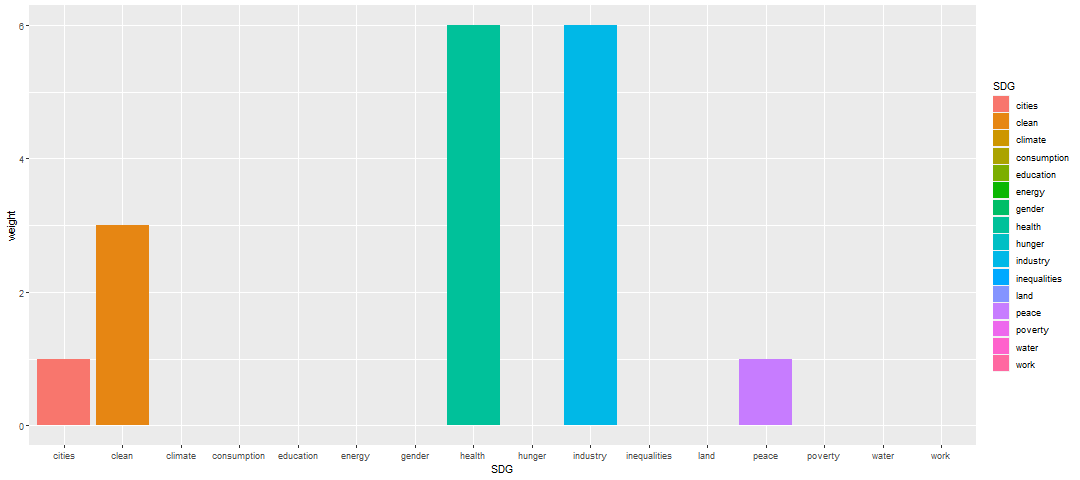 6
4
2
0
weight
cities clean climate consumption education energy gender health hunger industry inequalities land peace poverty water work
SDG
SDG
cities
clean
climate
consumption
education
energy
gender
health
hunger
industry
inequalities
land
peace
poverty
water
work